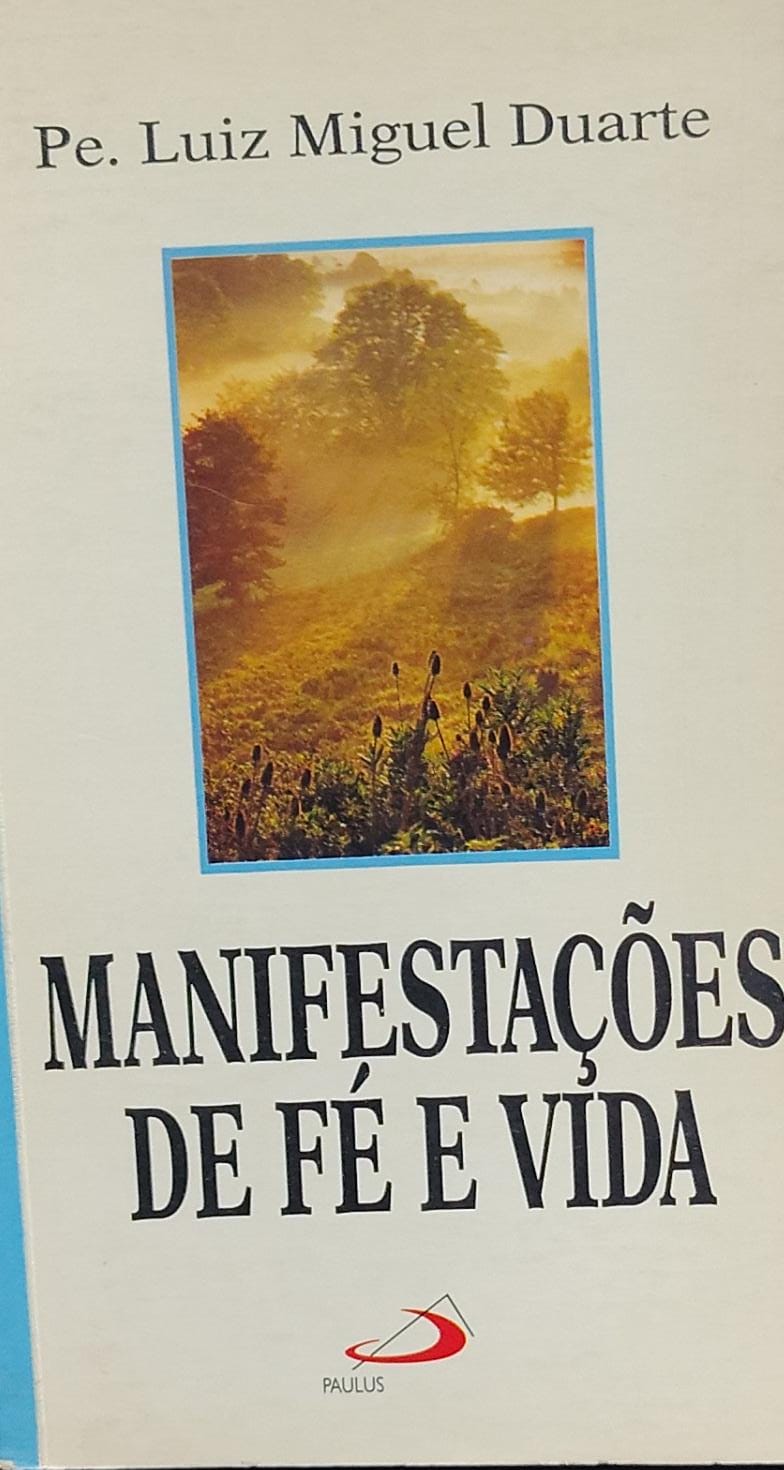 Pe. Luiz Miguel Duarte
MANIFESTAÇÕES
DE FÉ E VIDA
PAULUS